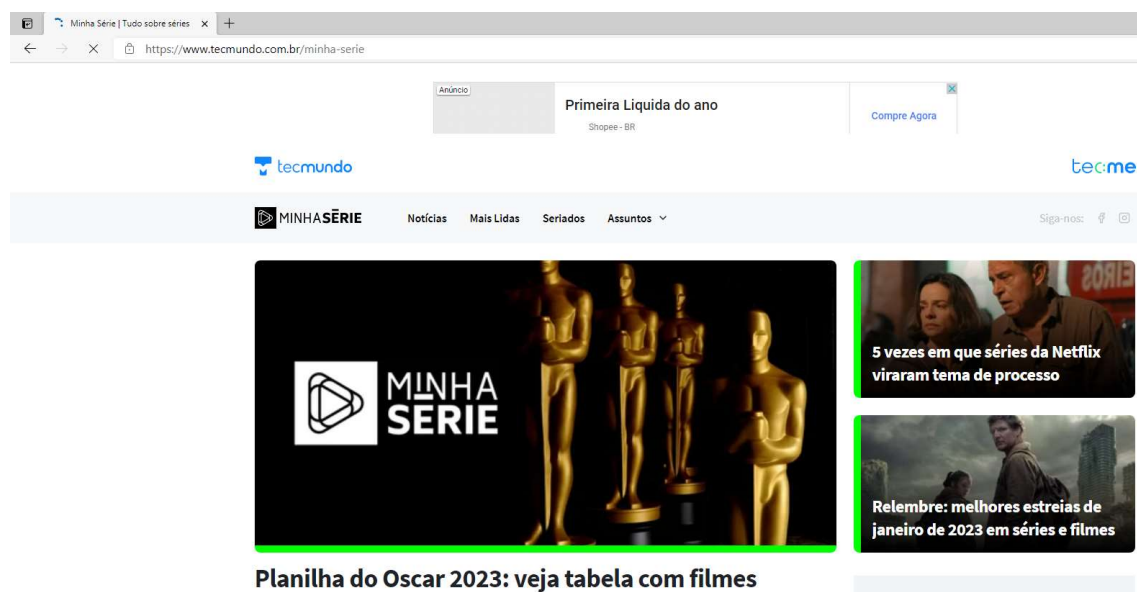 Minha Série | Tudo sobre séries
https://www.tecmundo.com.br/minha-serie
Anúncio
Primeira Liquida do ano
Shopee - BR
Compre Agora
tecmundo
tec:me
MINHASÉRIE Notícias Mais Lidas Seriados Assuntos
Siga-nos:
MINHA
SÉRIE
EIROS
5 vezes em que séries da Netflix
viraram tema de processo
Relembre: melhores estreias de
janeiro de 2023 em séries e filmes
Planilha do Oscar 2023: veja tabela com filmes